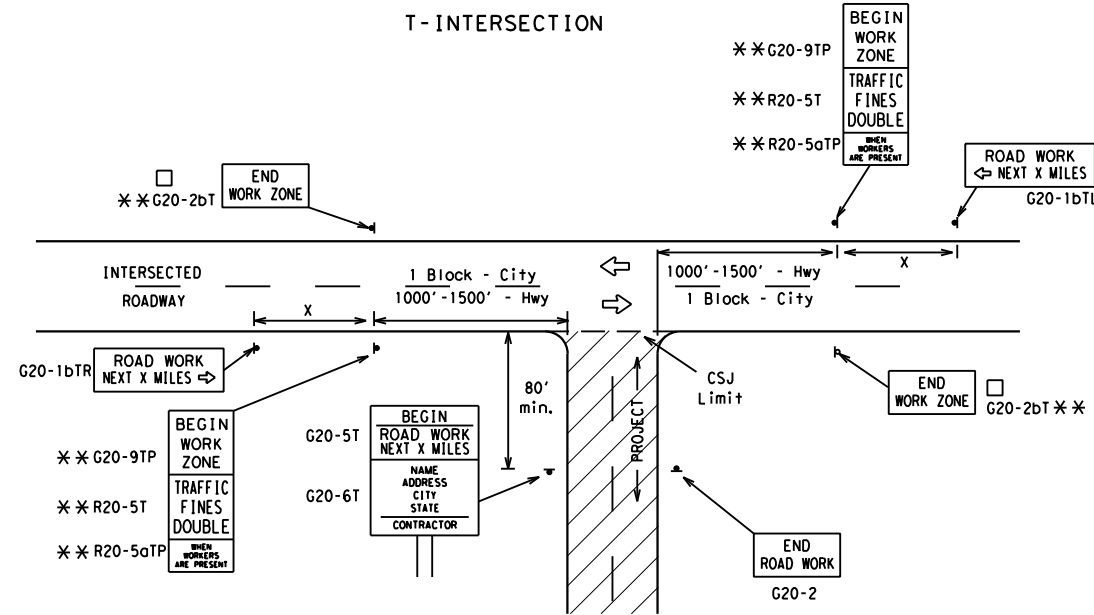 T-INTERSECTION
BEGIN
WORK
ZONE
TRAFFIC
FINES
DOUBLE
WHEN
WORKERS
ARE PRESENT
**G20-9TP
**R20-5T
**R20-5aTP
ROAD WORK
⇦ NEXT X MILES
G20-1bTL
□
**G20-2bT
END
WORK ZONE
INTERSECTED
ROADWAY
X
1 Block - City
1000'-1500' - Hwy
⇦
⇨
1000'-1500' - Hwy
1 Block - City
X
G20-1bTR
ROAD WORK
NEXT X MILES ⇨
80'
min.
CSJ
Limit
PROJECT
END
WORK ZONE
□
G20-2bT **
BEGIN
WORK
ZONE
TRAFFIC
FINES
DOUBLE
WHEN
WORKERS
ARE PRESENT
**G20-9TP
**R20-5T
**R20-5aTP
G20-5T
BEGIN
ROAD WORK
NEXT X MILES
G20-6T
NAME
ADDRESS
CITY
STATE
CONTRACTOR
END
ROAD WORK
G20-2